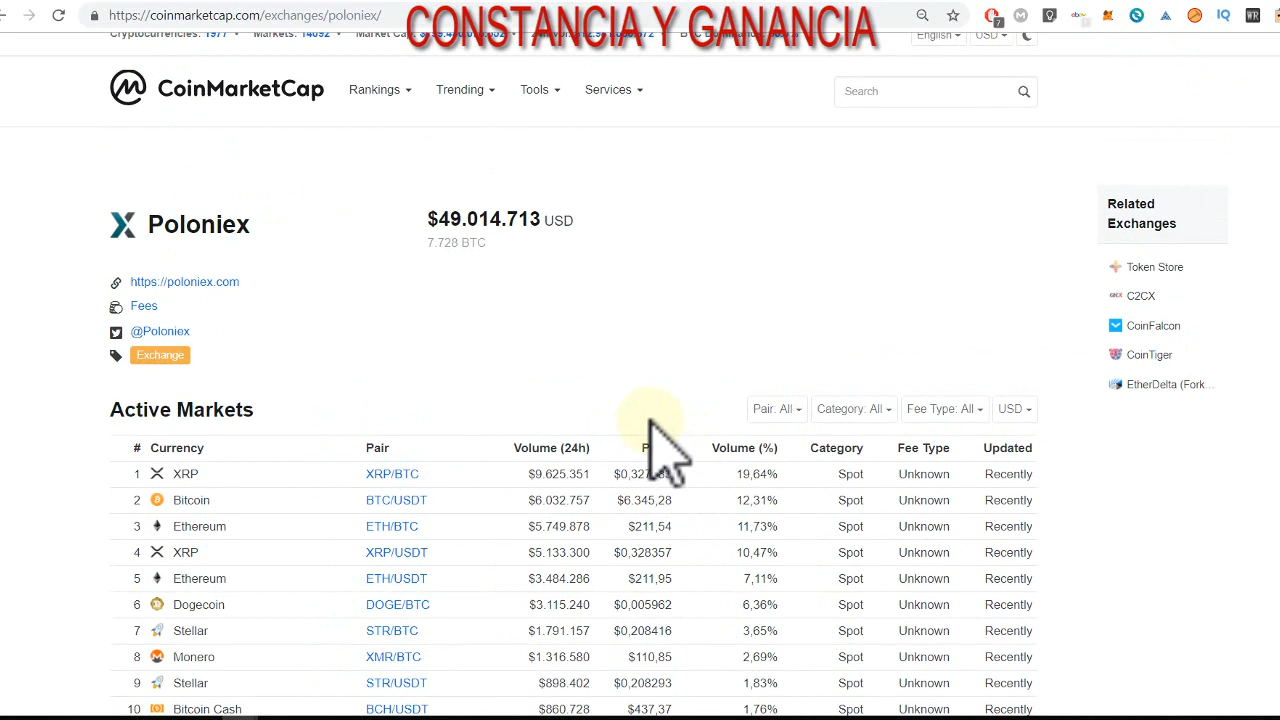 https://coinmarketcap.com/exchanges/poloniex/
CONSTANCIA Y GANANCIA
Cryptocurrencies: 1977 Markets: 14092 Market Cap: BTC Dominance:
English USD
CoinMarketCap Rankings Trending Tools Services Search
Poloniex
$49.014.713 USD
7.728 BTC
https://poloniex.com
Fees
@Poloniex
Exchange
Related
Exchanges
Token Store
C2CX
CoinFalcon
CoinTiger
EtherDelta (Fork...
Active Markets Pair: All Category: All Fee Type: All USD
# Currency Pair Volume (24h) Volume (%) Category Fee Type Updated
1 XRP XRP/BTC $9.625.351 19,64% Spot Unknown Recently
2 Bitcoin BTC/USDT $6.032.757 $6.345,28 12,31% Spot Unknown Recently
3 Ethereum ETH/BTC $5.749.878 $211,54 11,73% Spot Unknown Recently
4 XRP XRP/USDT $5.133.300 $0,328357 10,47% Spot Unknown Recently
5 Ethereum ETH/USDT $3.484.286 $211,95 7,11% Spot Unknown Recently
6 Dogecoin DOGE/BTC $3.115.240 $0,005962 6,36% Spot Unknown Recently
7 Stellar STR/BTC $1.791.157 $0,208416 3,65% Spot Unknown Recently
8 Monero XMR/BTC $1.316.580 $110,85 2,69% Spot Unknown Recently
9 Stellar STR/USDT $898.402 $0,208293 1,83% Spot Unknown Recently
10 Bitcoin Cash BCH/USDT $860.728 $437,37 1,76% Spot Unknown Recently